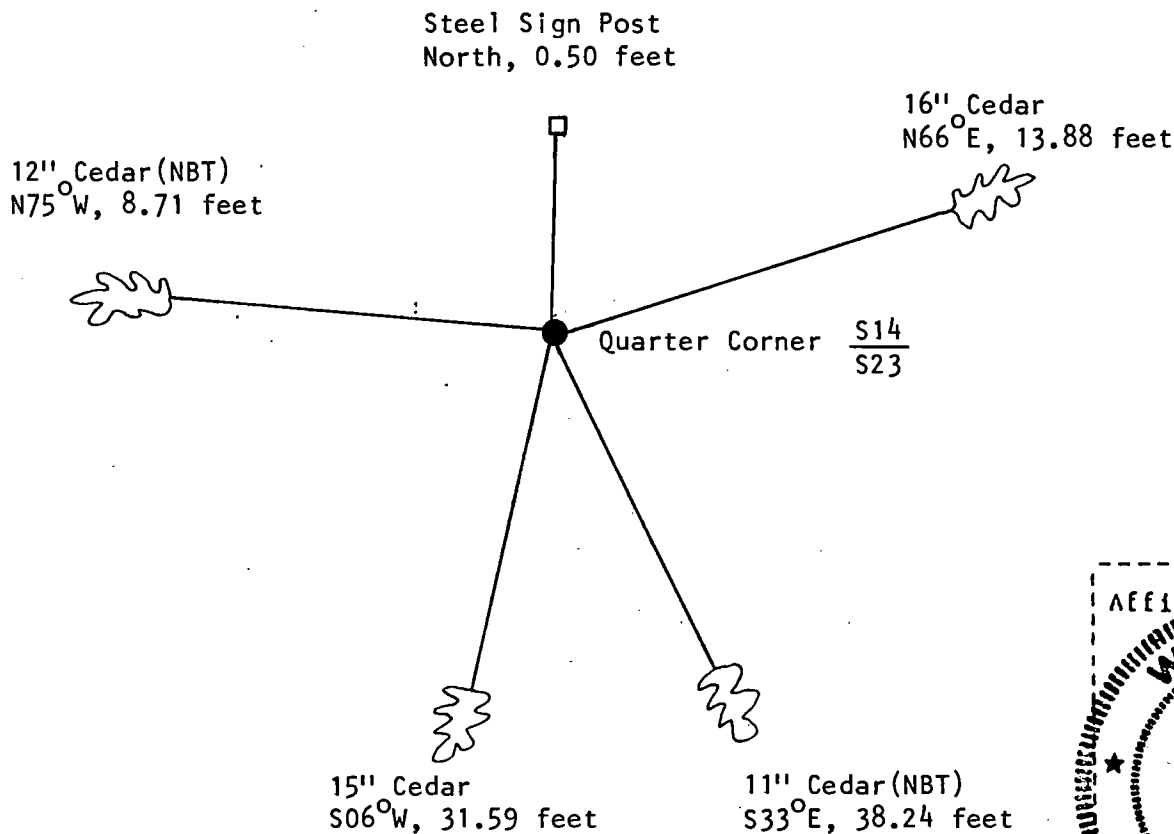 Steel Sign Post
North, 0.50 feet
16" Cedar
N66°E, 13.88 feet
12" Cedar(NBT)
N75°W, 8.71 feet
Quarter Corner S14
S23
15" Cedar
S06°W, 31.59 feet
11" Cedar(NBT)
S33°E, 38.24 feet